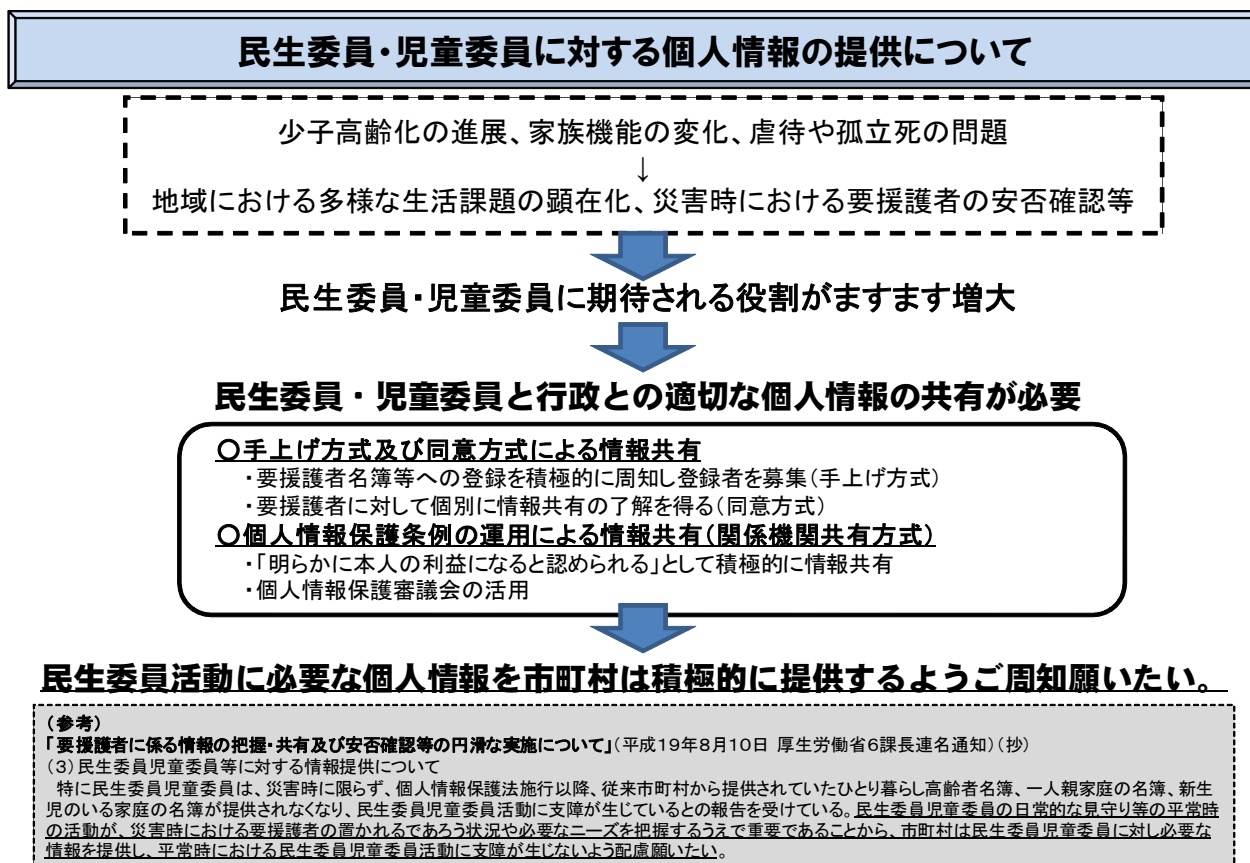 民生委員・児童委員に対する個人情報の提供について
少子高齢化の進展、家族機能の変化、虐待や孤立死の問題
↓
地域における多様な生活課題の顕在化、災害時における要援護者の安否確認等
民生委員・児童委員に期待される役割がますます増大
民生委員・児童委員と行政との適切な個人情報の共有が必要
〇手上げ方式及び同意方式による情報共有
・要援護者名簿等への登録を積極的に周知し登録者を募集(手上げ方式)
・要援護者に対して個別に情報共有の了解を得る(同意方式)
〇個人情報保護条例の運用による情報共有(関係機関共有方式)
・「明らかに本人の利益になると認められる」として積極的に情報共有
・個人情報保護審議会の活用
民生委員活動に必要な個人情報を市町村は積極的に提供するようご周知願いたい。
(参考)
「要援護者に係る情報の把握・共有及び安否確認等の円滑な実施について」(平成19年8月10日 厚生労働省6課長連名通知)(抄)
(3)民生委員児童委員等に対する情報提供について
特に民生委員児童委員は、災害時に限らず、個人情報保護法施行以降、従来市町村から提供されていたひとり暮らし高齢者名簿、一人親家庭の名簿、新生
児のいる家庭の名簿が提供されなくなり、民生委員児童委員活動に支障が生じているとの報告を受けている。民生委員児童委員の日常的な見守り等の平常時
の活動が、災害時における要援護者の置かれるであろう状況や必要なニーズを把握するうえで重要であることから、市町村は民生委員児童委員に対し必要な
情報を提供し、平常時における民生委員児童委員活動に支障が生じないよう配慮願いたい。